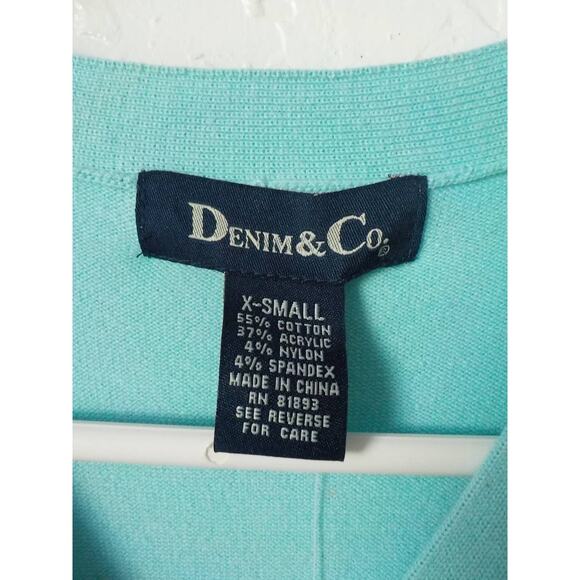 DENIM & CO.®
X-SMALL
55% COTTON
37% ACRYLIC
4% NYLON
4% SPANDEX
MADE IN CHINA
RN 81893
SEE REVERSE
FOR CARE